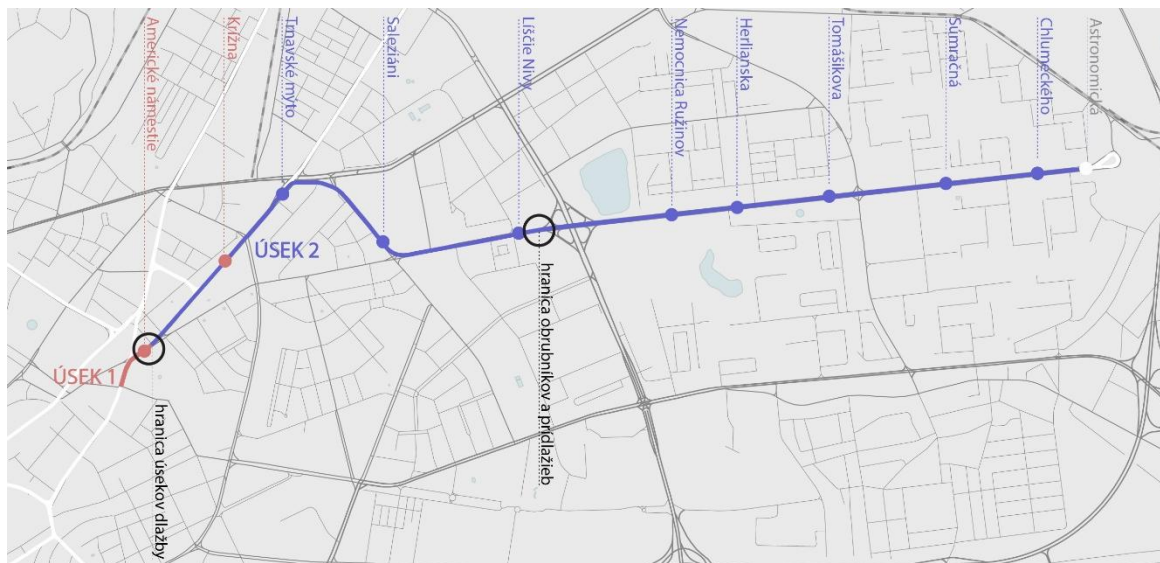 Americké námestie
Krížna
Trnavské mýto
Saleziáni
Líščie Nivy
Nemocnica Ružinov
Herlianska
Tomášikova
Súmračná
Chlumeckého
Astronomická
ÚSEK 2
ÚSEK 1
hranica obrubníkov a prídlažieb
hranica úsekov dlažby